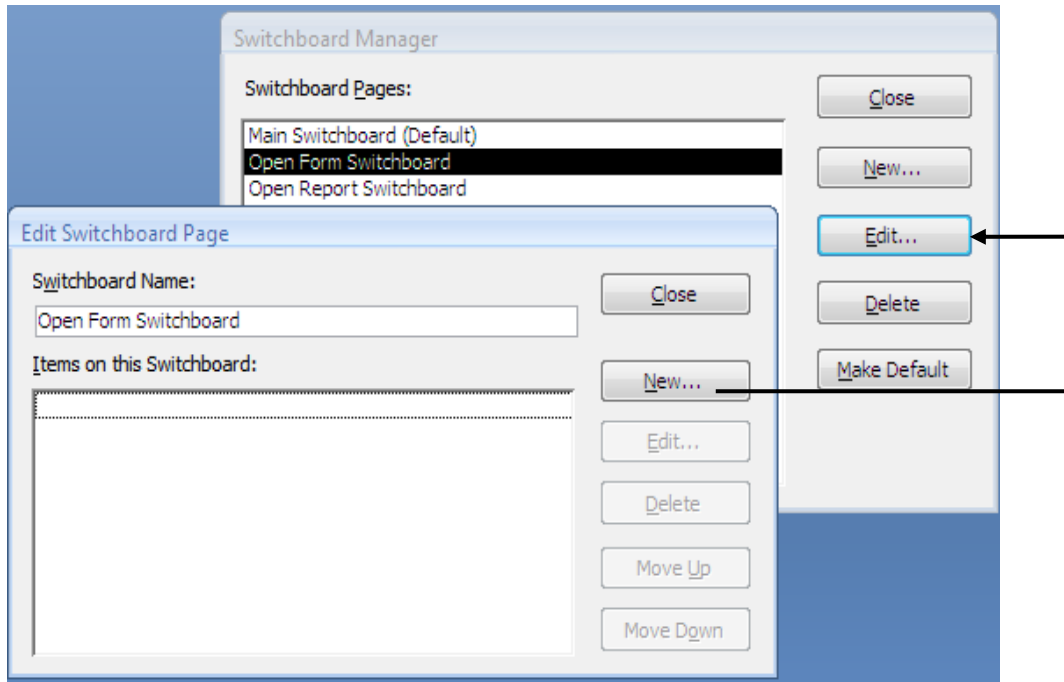 Switchboard Manager
Switchboard Pages:
Main Switchboard (Default)
Open Form Switchboard
Open Report Switchboard
Close
New...
Edit...
Delete
Make Default
Edit Switchboard Page
Switchboard Name:
Open Form Switchboard
Items on this Switchboard:
Close
New...
Edit...
Delete
Move Up
Move Down